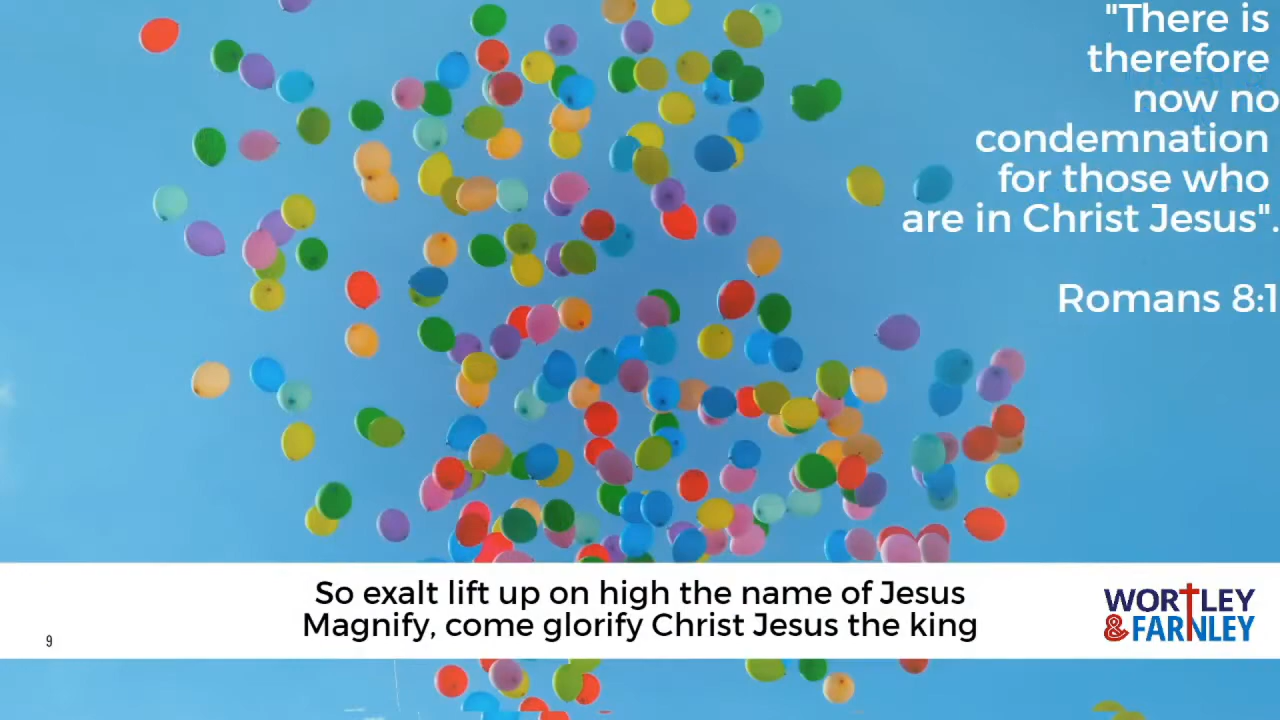 "There is
therefore
now no
condemnation
for those who
are in Christ Jesus".
Romans 8:1
So exalt lift up on high the name of Jesus
Magnify, come glorify Christ Jesus the king
9
WORTLEY
& FARNLEY